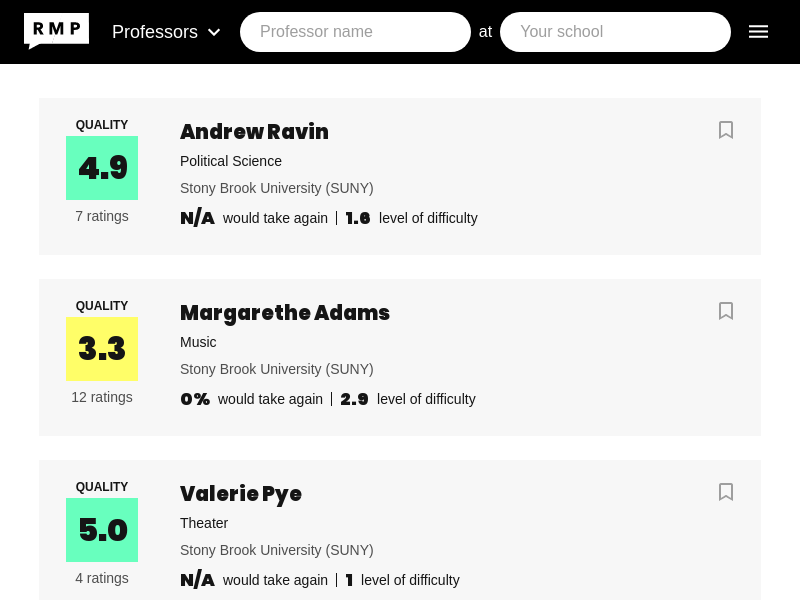 RMP
Professors
Professor name
at
Your school
QUALITY
4.9
7 ratings
Andrew Ravin
Political Science
Stony Brook University (SUNY)
N/A would take again | 1.6 level of difficulty
QUALITY
3.3
12 ratings
Margarethe Adams
Music
Stony Brook University (SUNY)
0% would take again | 2.9 level of difficulty
QUALITY
5.0
4 ratings
Valerie Pye
Theater
Stony Brook University (SUNY)
N/A would take again | 1 level of difficulty